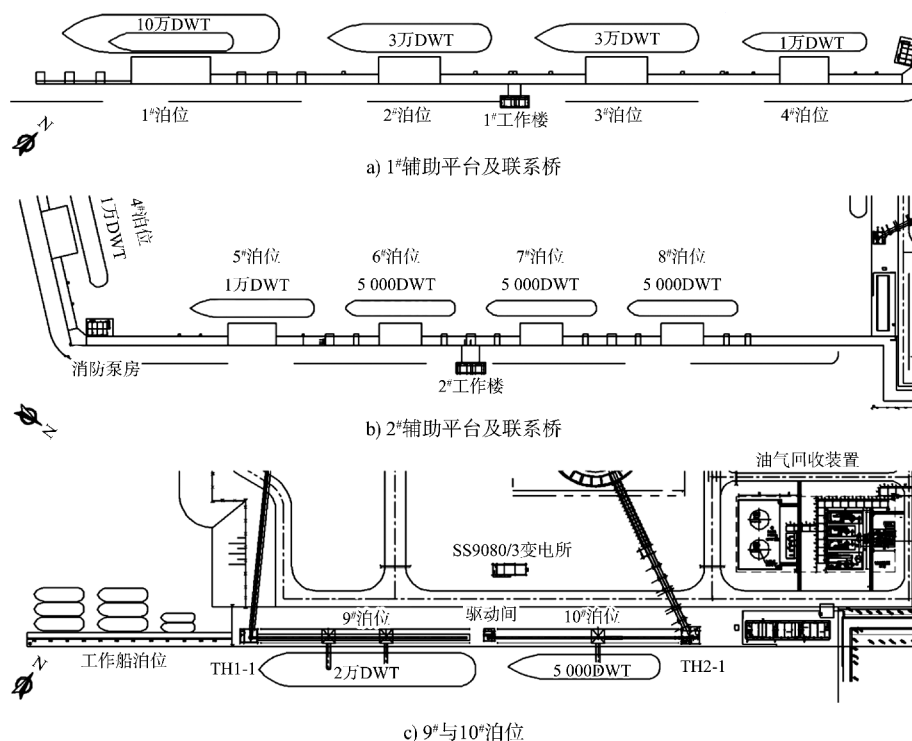 10万DWT
3万DWT
3万DWT
1万DWT
1#泊位
2#泊位
1#工作楼
3#泊位
4#泊位
N
a) 1#辅助平台及联系桥
4#泊位
1万DWT
5#泊位
6#泊位
7#泊位
8#泊位
1万DWT
5 000DWT
5 000DWT
5 000DWT
消防泵房
2#工作楼
N
b) 2#辅助平台及联系桥
油气回收装置
SS9080/3变电所
9#泊位
驱动间
10#泊位
工作船泊位
TH1-1
2万DWT
5 000DWT
TH2-1
N
c) 9#与10#泊位